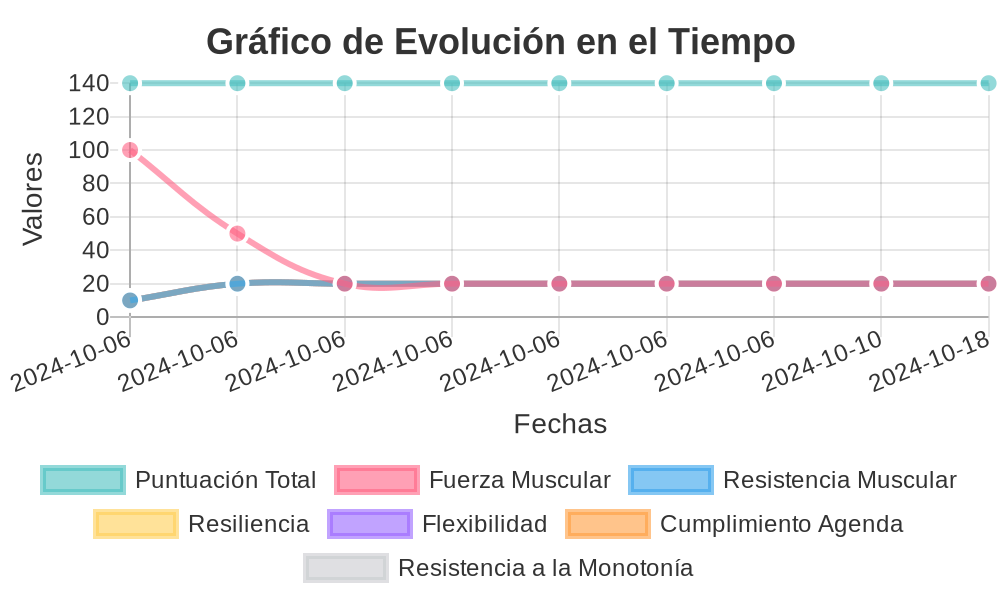 Gráfico de Evolución en el Tiempo
140
120
100
80
60
40
20
0
Valores
2024-10-06
2024-10-06
2024-10-06
2024-10-06
2024-10-06
2024-10-06
2024-10-06
2024-10-10
2024-10-18
Fechas
Puntuación Total
Fuerza Muscular
Resistencia Muscular
Resiliencia
Flexibilidad
Cumplimiento Agenda
Resistencia a la Monotonía